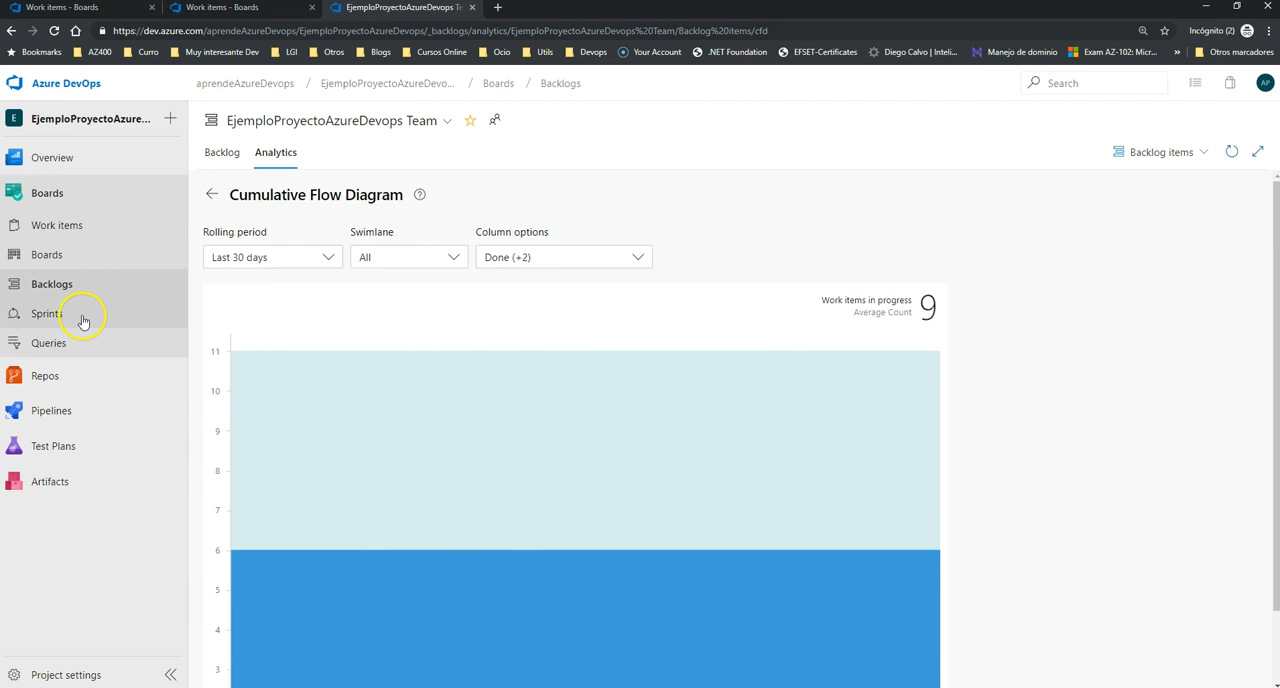 Work items - Boards
Work items - Boards
EjemploProyectoAzureDevops Te
https://dev.azure.com/aprendeAzureDevops/EjemploProyectoAzureDevops/_backlogs/analytics/EjemploProyectoAzureDevops%20Team/Backlog%20items/cfd
Incógnito (2)
Bookmarks
AZ400
Curro
Muy interesante Dev
LGI
Otros
Blogs
Cursos Online
Ocio
Utils
Devops
Your Account
.NET Foundation
EFSET-Certificates
Diego Calvo | Inteli...
Manejo de dominio
Exam AZ-102: Micr...
»
Otros marcadores
Azure DevOps
aprendeAzureDevops / EjemploProyectoAzureDevo... / Boards / Backlogs
Search
AP
E
EjemploProyectoAzure...
Overview
Boards
Work items
Boards
Backlogs
Sprints
Queries
Repos
Pipelines
Test Plans
Artifacts
Project settings
EjemploProyectoAzureDevops Team
Backlog
Analytics
Backlog items
Cumulative Flow Diagram
Rolling period
Swimlane
Column options
Last 30 days
All
Done (+2)
Work items in progress
Average Count
9
11
10
9
8
7
6
5
4
3